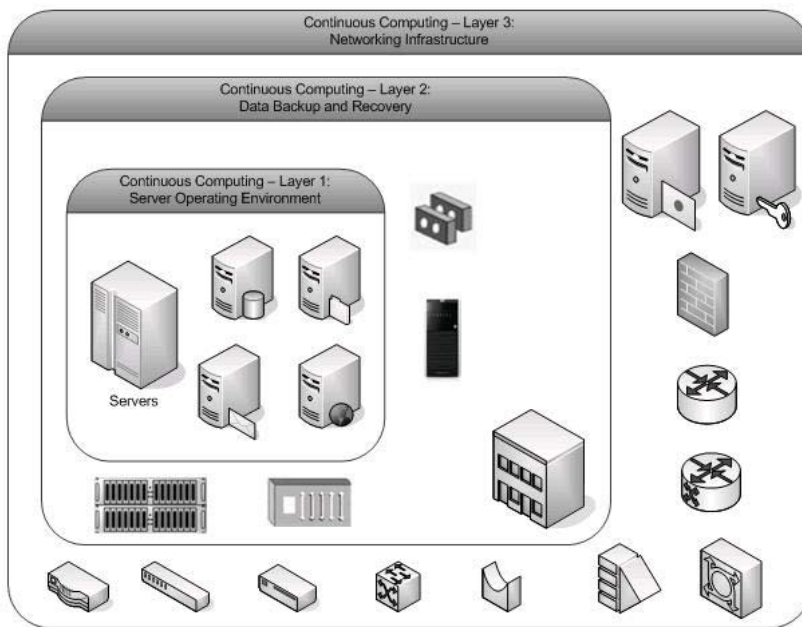 Continuous Computing – Layer 3:
Networking Infrastructure
Continuous Computing – Layer 2:
Data Backup and Recovery
Continuous Computing – Layer 1:
Server Operating Environment
Servers